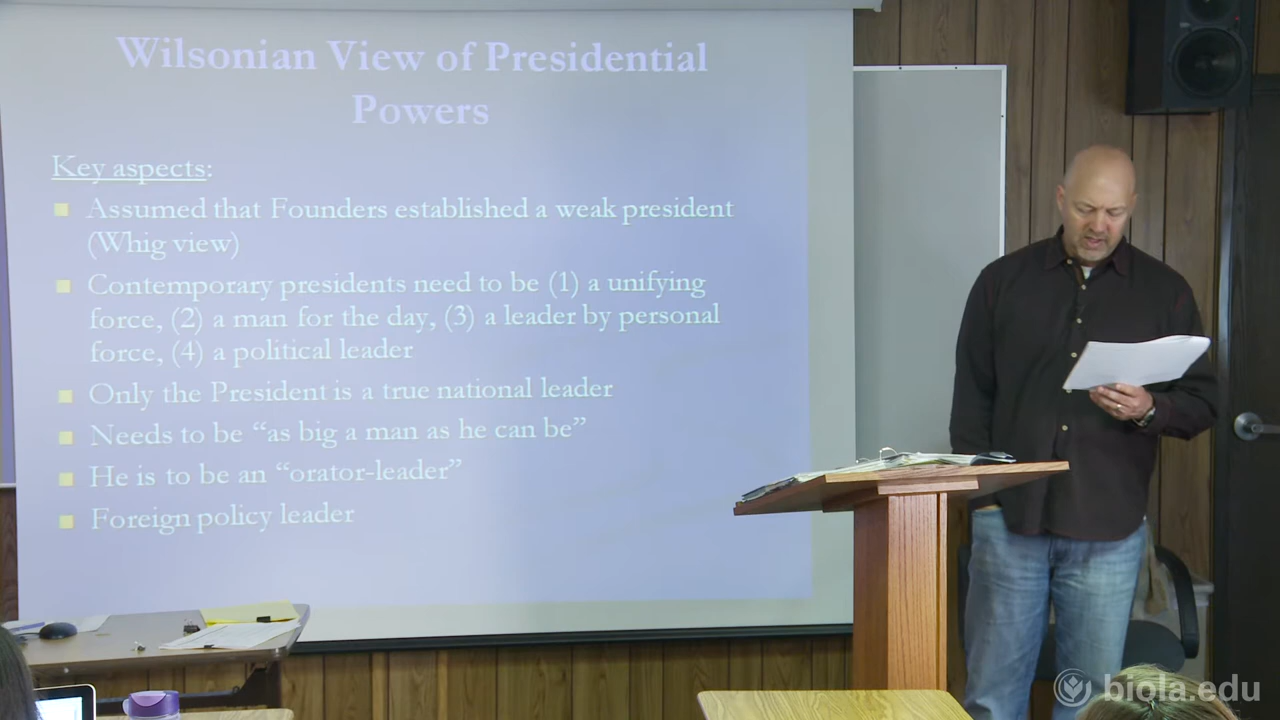 Wilsonian View of Presidential
Powers
Key aspects:
Assumed that Founders established a weak president
(Whig view)
Contemporary presidents need to be (1) a unifying
force, (2) a man for the day, (3) a leader by personal
force, (4) a political leader
Only the President is a true national leader
Needs to be “as big a man as he can be”
He is to be an “orator-leader”
Foreign policy leader
biola.edu